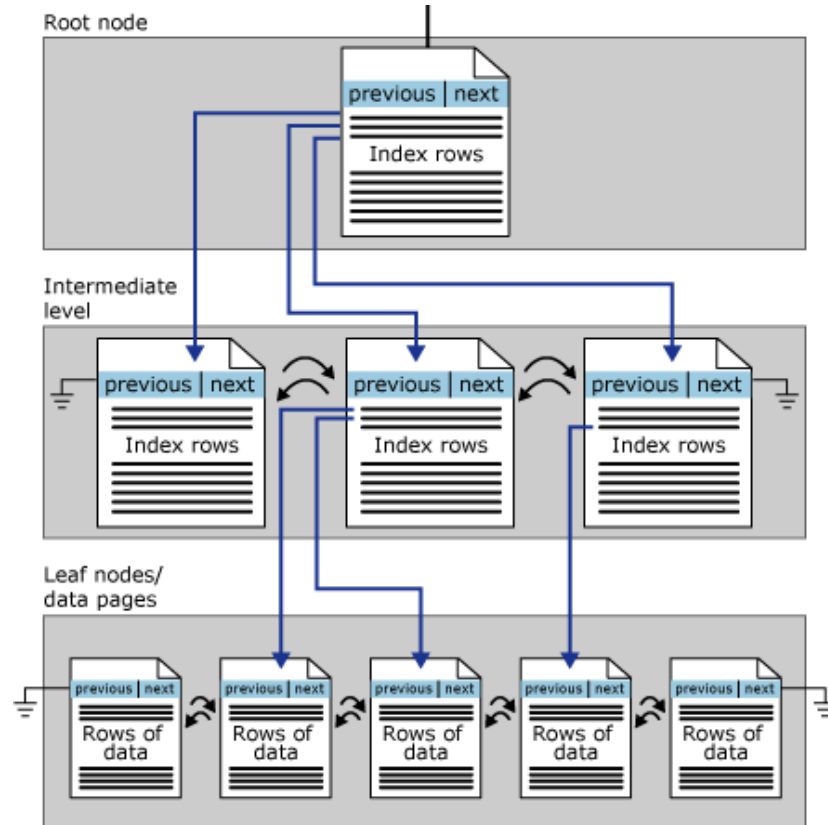 Root node
previous next
Index rows
Intermediate
level
previous next previous next previous next
Index rows Index rows Index rows
Leaf nodes/
data pages
previous next previous next previous next previous next previous next
Rows of Rows of Rows of Rows of Rows of
data data data data data